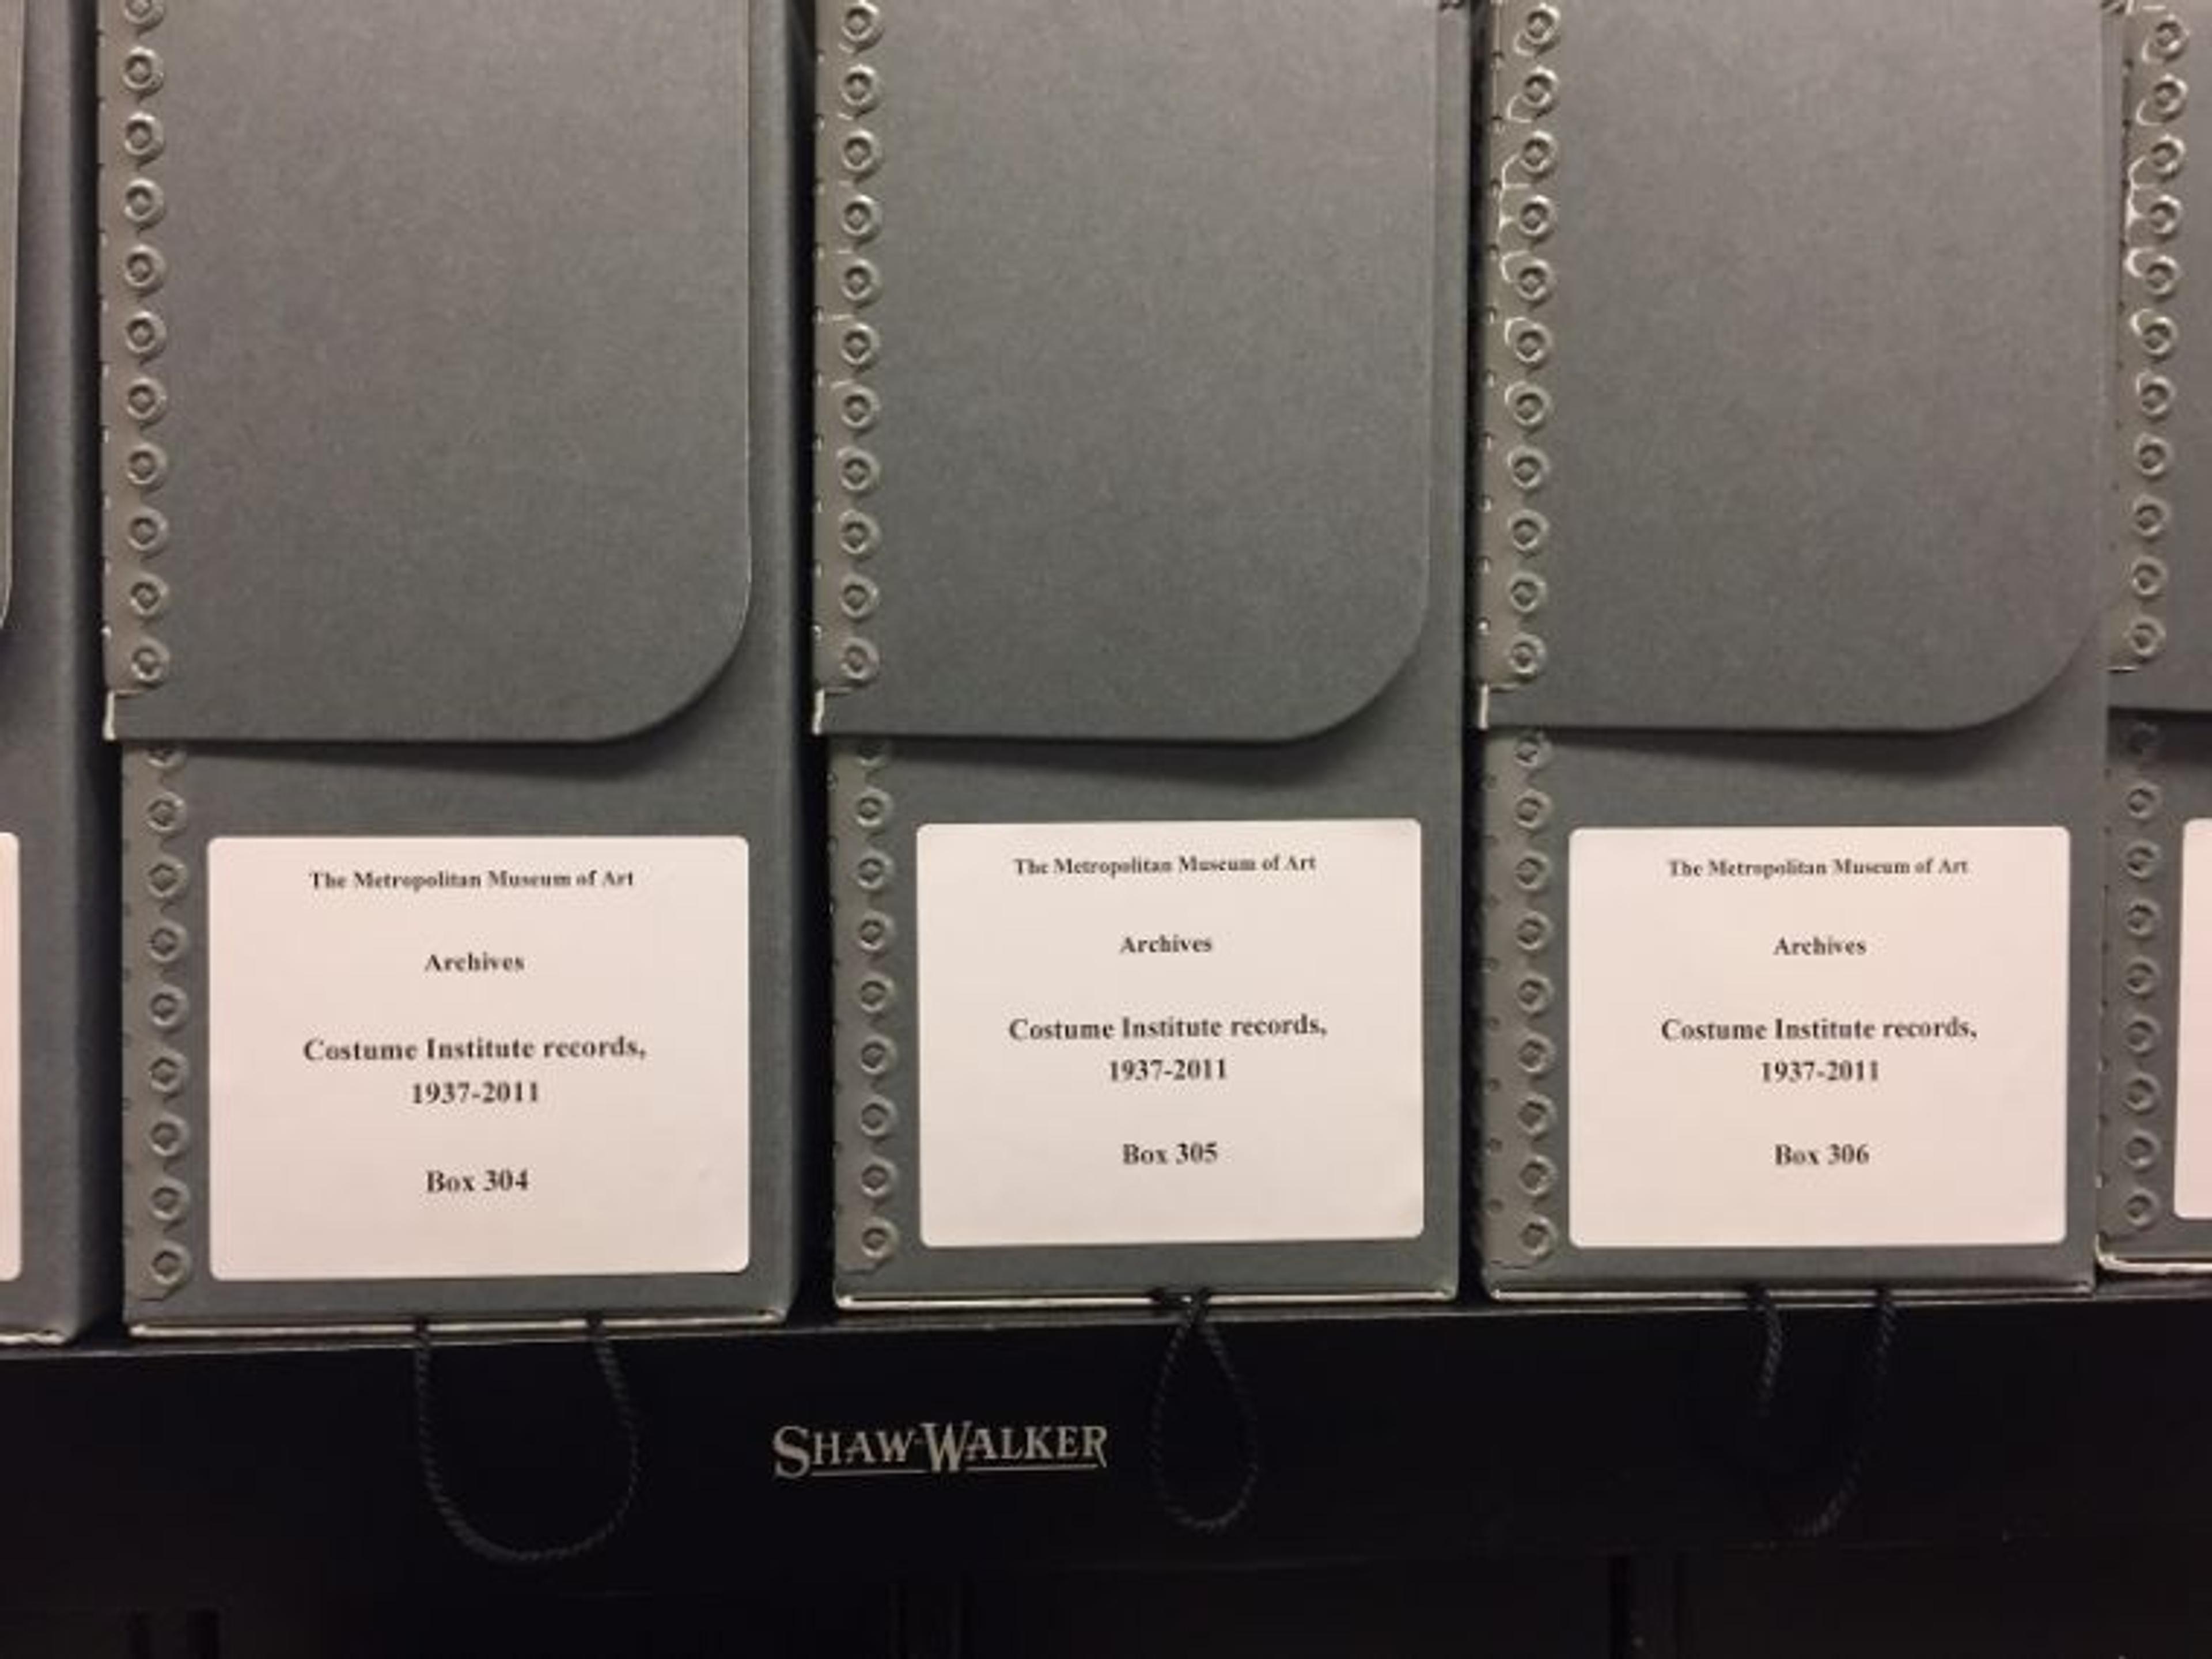 The Metropolitan Museum of Art
Archives
Costume Institute records,
1937-2011
Box 304
The Metropolitan Museum of Art
Archives
Costume Institute records,
1937-2011
Box 305
The Metropolitan Museum of Art
Archives
Costume Institute records,
1937-2011
Box 306
SHAW-WALKER